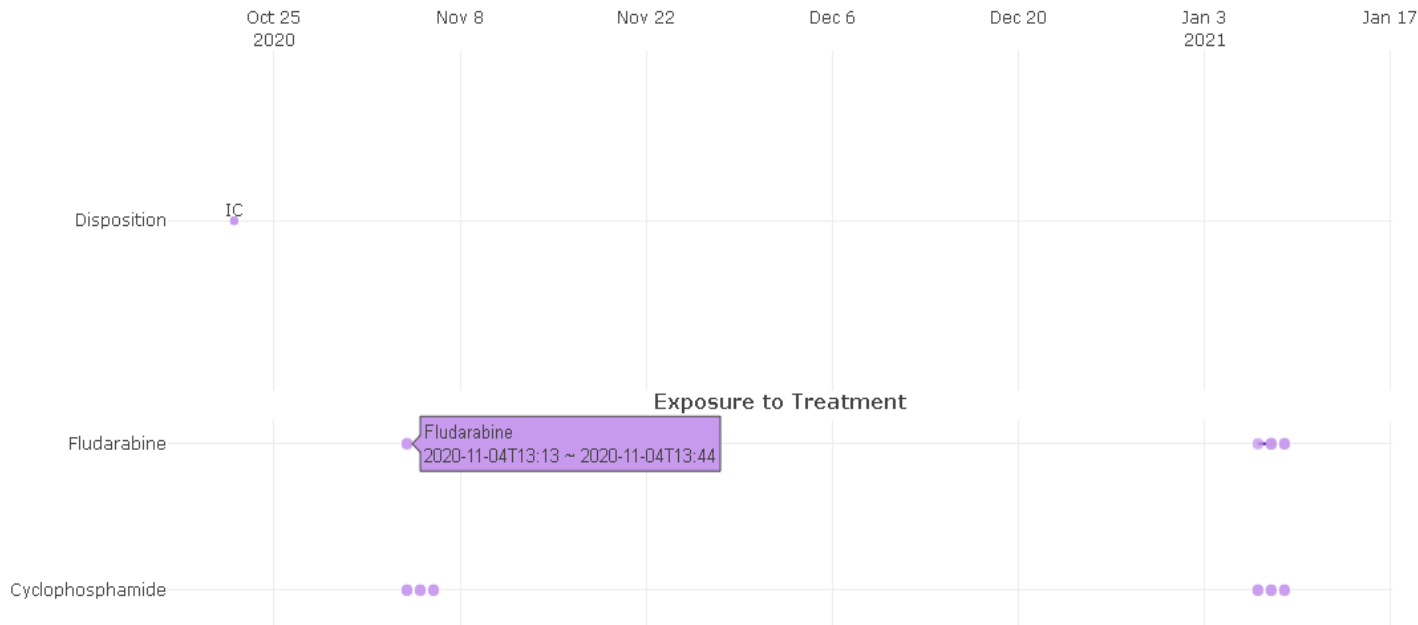 Oct 25 Nov 8 Nov 22 Dec 6 Dec 20 Jan 3 Jan 17
2020 2021
IC
Disposition
Exposure to Treatment
Fludarabine
Fludarabine
2020-11-04T13:13 ~ 2020-11-04T13:44
Cyclophosphamide